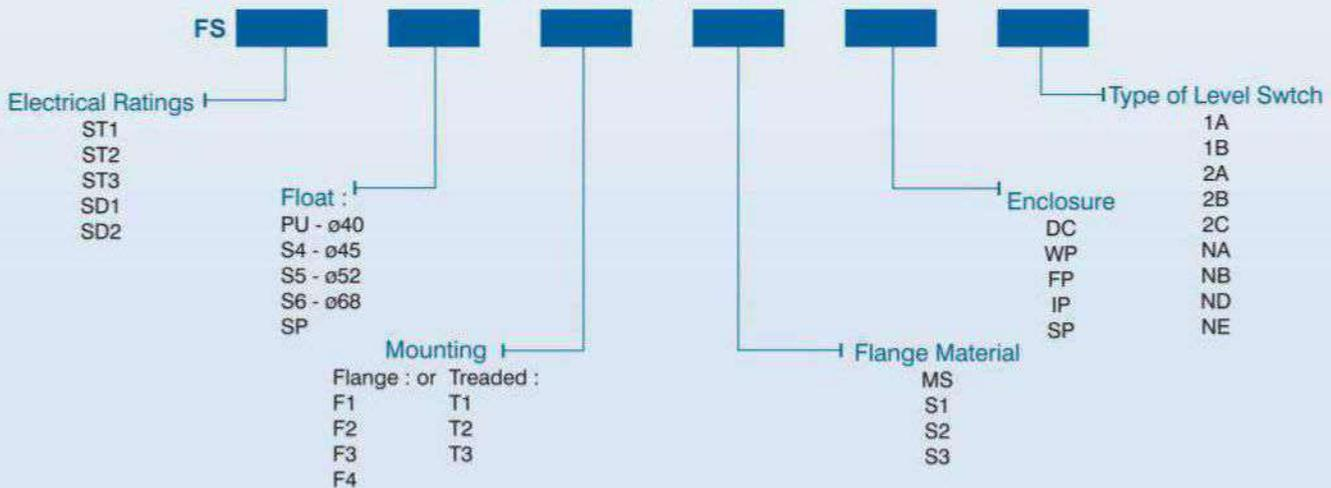 FS
Electrical Ratings
ST1
ST2
ST3
SD1
SD2
Float :
PU - ø40
S4 - ø45
S5 - ø52
S6 - ø68
SP
Mounting
Flange : or Treaded :
F1 T1
F2 T2
F3 T3
F4
Flange Material
MS
S1
S2
S3
Enclosure
DC
WP
FP
IP
SP
Type of Level Swtch
1A
1B
2A
2B
2C
NA
NB
ND
NE